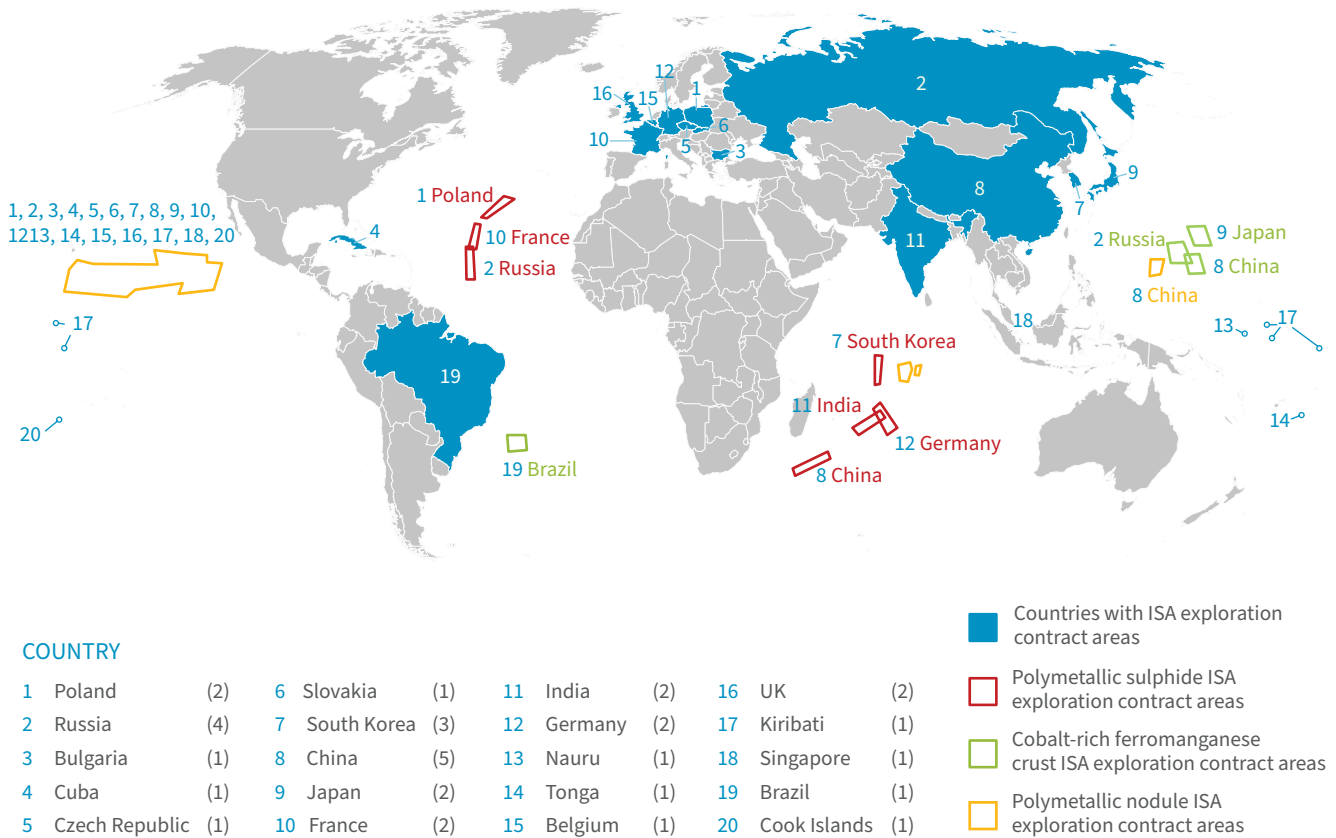 12
1
2
16
15
6
10
5
3
9
8
7
1 Poland
1, 2, 3, 4, 5, 6, 7, 8, 9, 10,
1213, 14, 15, 16, 17, 18, 20
4
10 France
2 Russia
11
2 Russia
9 Japan
8 China
8 China
17
18
13
17
7 South Korea
19
11 India
14
20
12 Germany
19 Brazil
8 China
COUNTRY
1 Poland (2)
2 Russia (4)
3 Bulgaria (1)
4 Cuba (1)
5 Czech Republic (1)
6 Slovakia (1)
7 South Korea (3)
8 China (5)
9 Japan (2)
10 France (2)
11 India (2)
12 Germany (2)
13 Nauru (1)
14 Tonga (1)
15 Belgium (1)
16 UK (2)
17 Kiribati (1)
18 Singapore (1)
19 Brazil (1)
20 Cook Islands (1)
Countries with ISA exploration
contract areas
Polymetallic sulphide ISA
exploration contract areas
Cobalt-rich ferromanganese
crust ISA exploration contract areas
Polymetallic nodule ISA
exploration contract areas